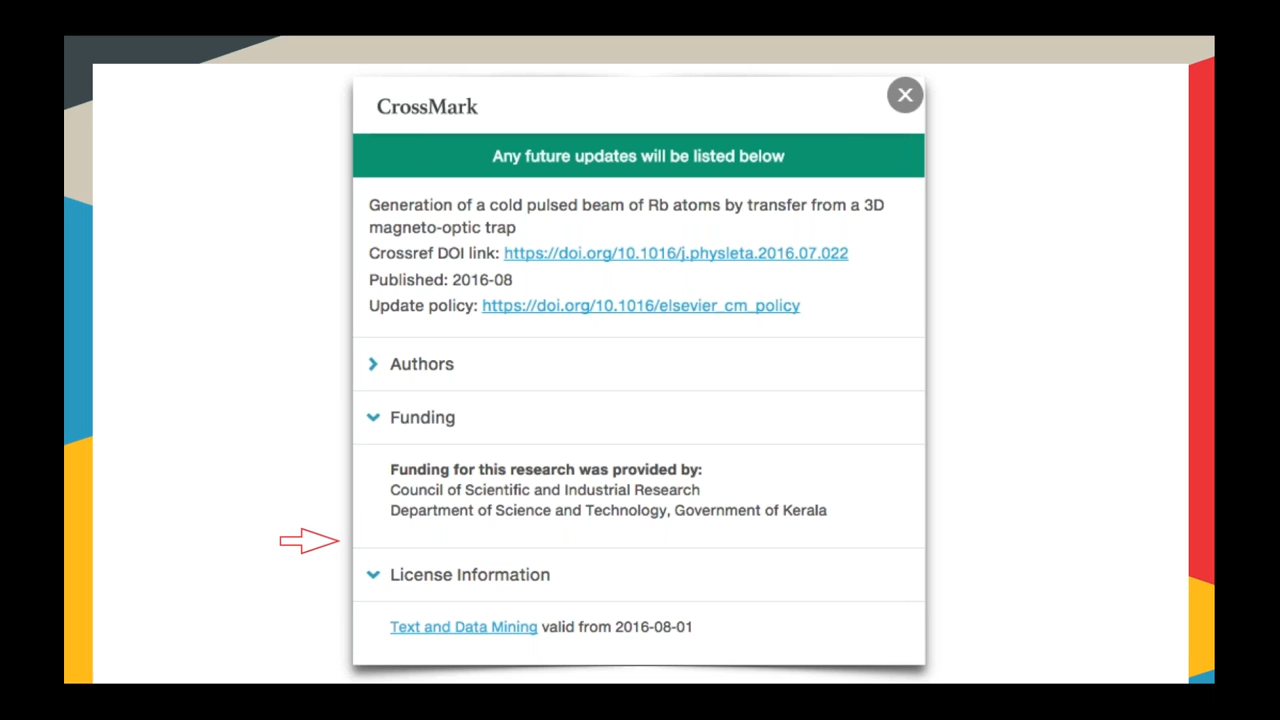 CrossMark
Any future updates will be listed below
Generation of a cold pulsed beam of Rb atoms by transfer from a 3D
magneto-optic trap
Crossref DOI link: https://doi.org/10.1016/j.physleta.2016.07.022
Published: 2016-08
Update policy: https://doi.org/10.1016/elsevier_cm_policy
Authors
Funding
Funding for this research was provided by:
Council of Scientific and Industrial Research
Department of Science and Technology, Government of Kerala
License Information
Text and Data Mining valid from 2016-08-01